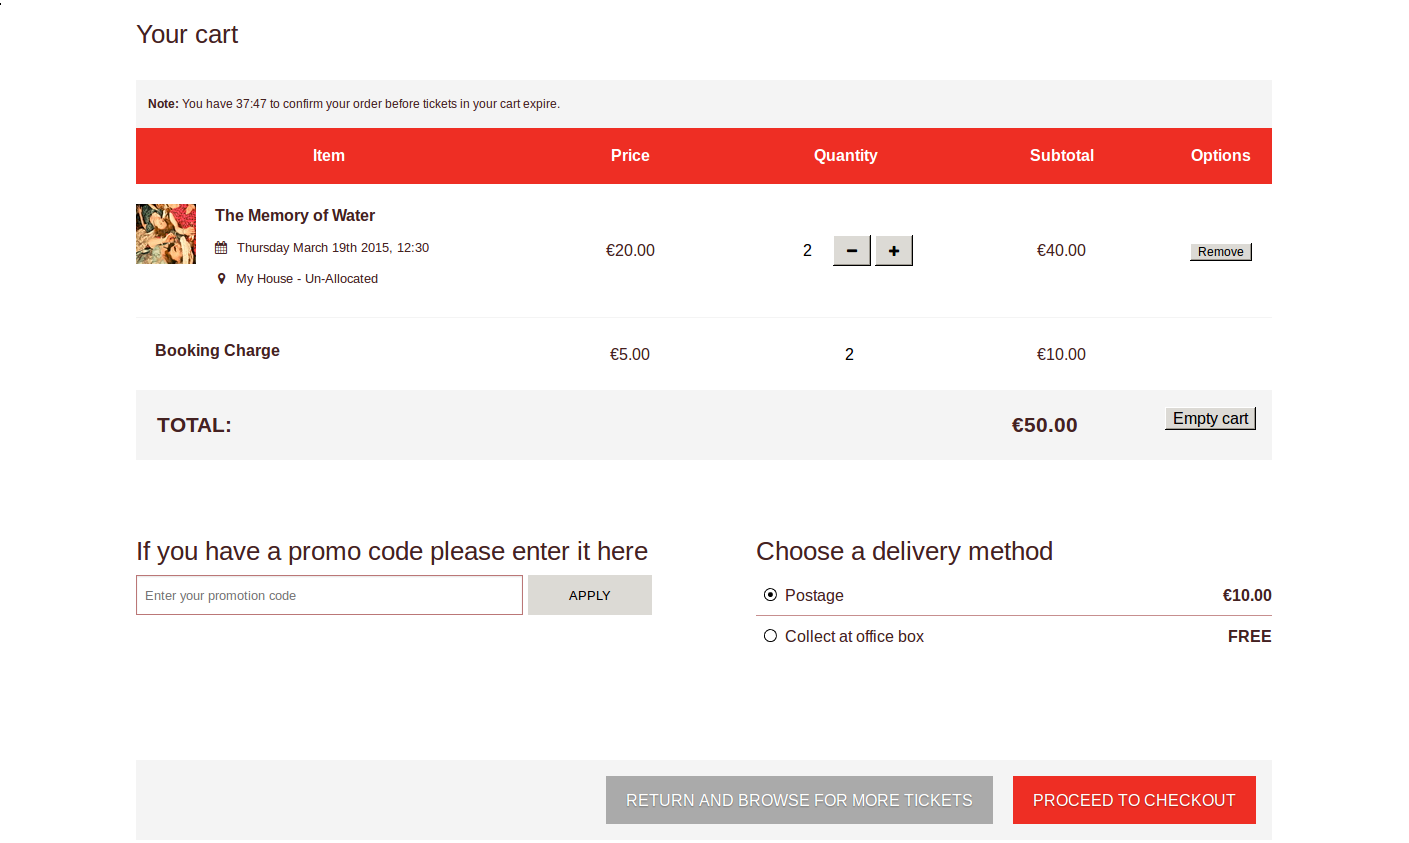 Your cart
Note: You have 37:47 to confirm your order before tickets in your cart expire.
Item Price Quantity Subtotal Options
The Memory of Water
Thursday March 19th 2015, 12:30
€20.00 2 €40.00 Remove
My House - Un-Allocated
Booking Charge €5.00 2 €10.00
TOTAL: €50.00 Empty cart
If you have a promo code please enter it here
Enter your promotion code APPLY
Choose a delivery method
Postage €10.00
Collect at office box FREE
RETURN AND BROWSE FOR MORE TICKETS PROCEED TO CHECKOUT